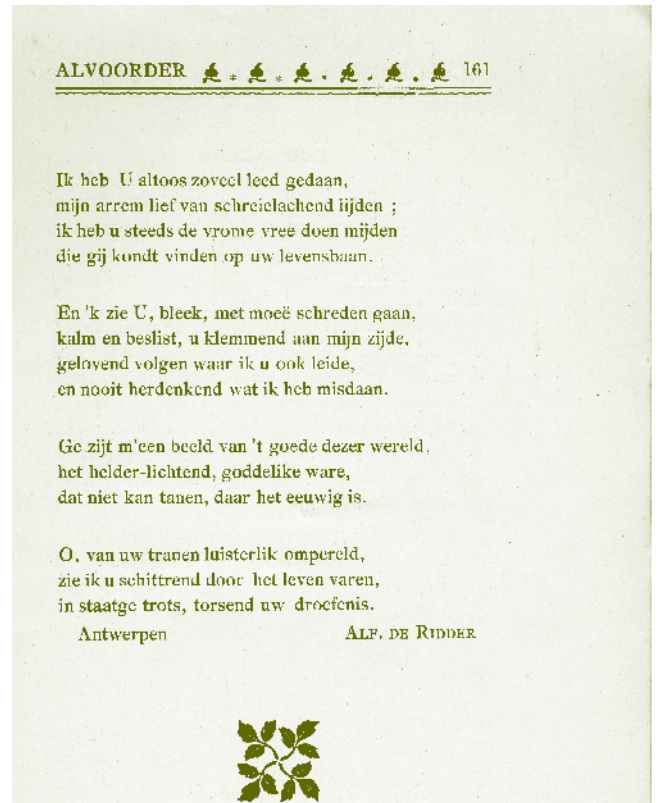 ALVOORDER 161
Ik heb U altoos zoveel leed gedaan,
mijn arrem lief van schreielachend lijden ;
ik heb u steeds de vrome vree doen mijden
die gij kondt vinden op uw levensbaan.
En 'k zie U, bleek, met moeë schreden gaan,
kalm en beslist, u klemmend aan mijn zijde,
gelovend volgen waar ik u ook leide,
en nooit herdenkend wat ik heb misdaan.
Ge zijt m'een beeld van 't goede dezer wereld,
het helder-lichtend, goddelike ware,
dat niet kan tanen, daar het eeuwig is.
O, van uw tranen luisterlik ompereld,
zie ik u schittrend door het leven varen,
in staatge trots, torsend uw droefenis.
Antwerpen ALF. DE RIDDER